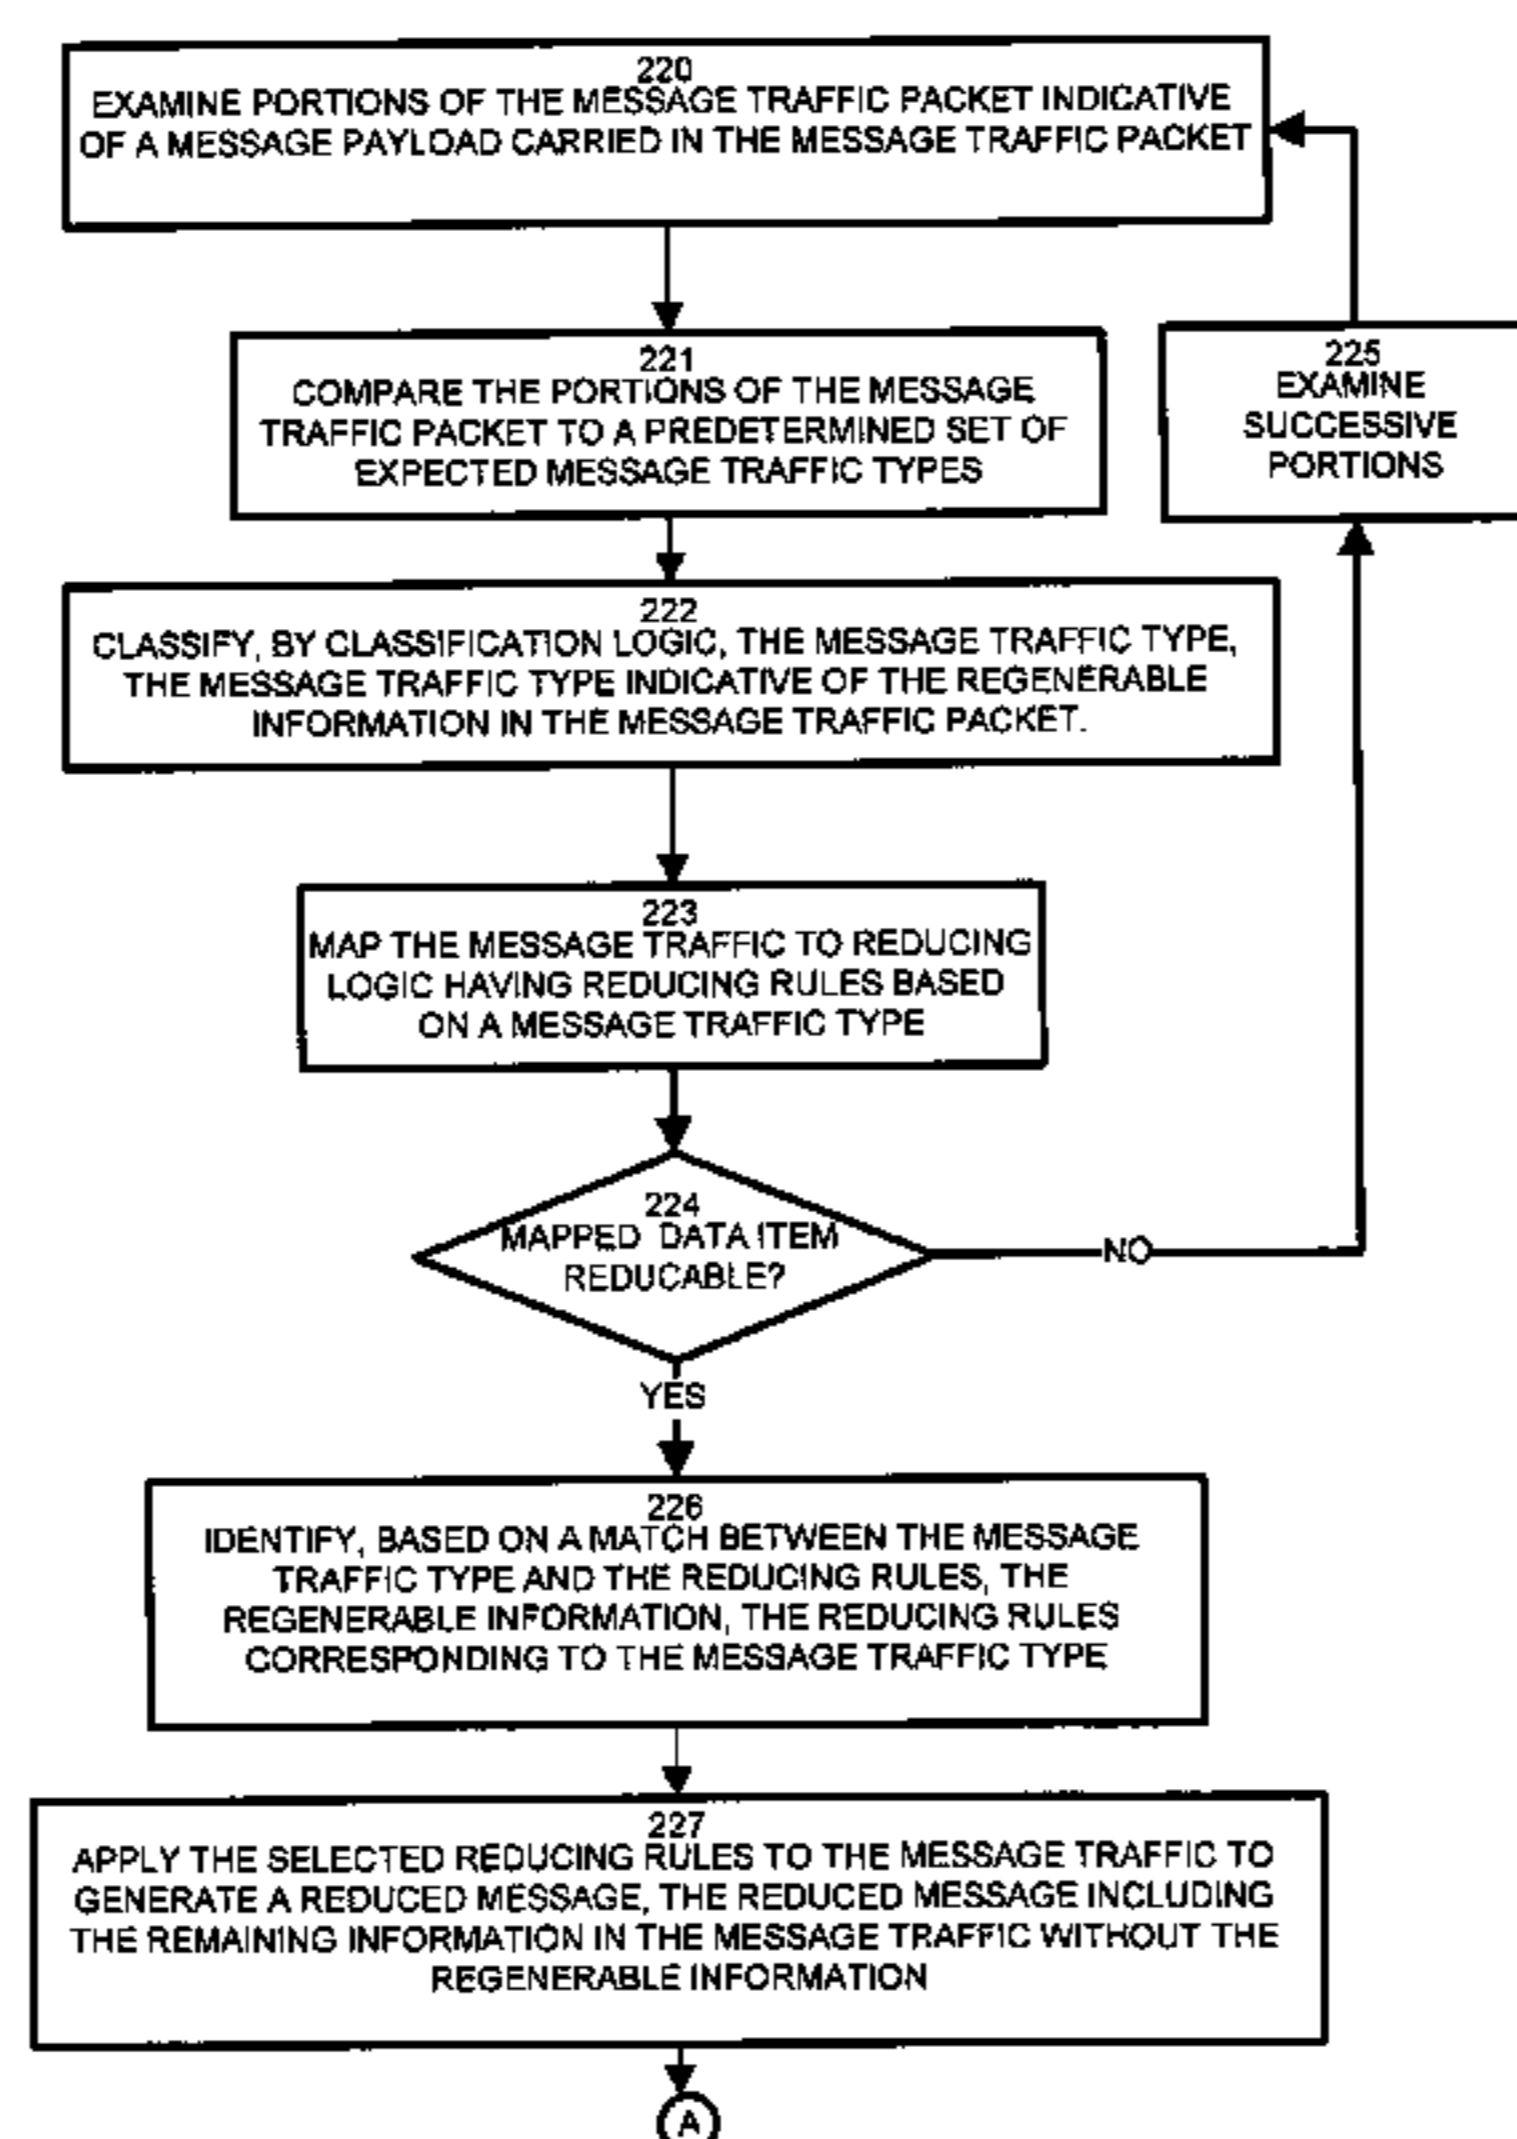 220
EXAMINE PORTIONS OF THE MESSAGE TRAFFIC PACKET INDICATIVE
OF A MESSAGE PAYLOAD CARRIED IN THE MESSAGE TRAFFIC PACKET
221
COMPARE THE PORTIONS OF THE MESSAGE
TRAFFIC PACKET TO A PREDETERMINED SET OF
EXPECTED MESSAGE TRAFFIC TYPES
225
EXAMINE
SUCCESSIVE
PORTIONS
222
CLASSIFY, BY CLASSIFICATION LOGIC, THE MESSAGE TRAFFIC TYPE,
THE MESSAGE TRAFFIC TYPE INDICATIVE OF THE REGENERABLE
INFORMATION IN THE MESSAGE TRAFFIC PACKET.
223
MAP THE MESSAGE TRAFFIC TO REDUCING
LOGIC HAVING REDUCING RULES BASED
ON A MESSAGE TRAFFIC TYPE
224
MAPPED DATA ITEM
REDUCABLE?
NO
YES
226
IDENTIFY, BASED ON A MATCH BETWEEN THE MESSAGE
TRAFFIC TYPE AND THE REDUCING RULES, THE
REGENERABLE INFORMATION, THE REDUCING RULES
CORRESPONDING TO THE MESSAGE TRAFFIC TYPE
227
APPLY THE SELECTED REDUCING RULES TO THE MESSAGE TRAFFIC TO
GENERATE A REDUCED MESSAGE, THE REDUCED MESSAGE INCLUDING
THE REMAINING INFORMATION IN THE MESSAGE TRAFFIC WITHOUT THE
REGENERABLE INFORMATION
A